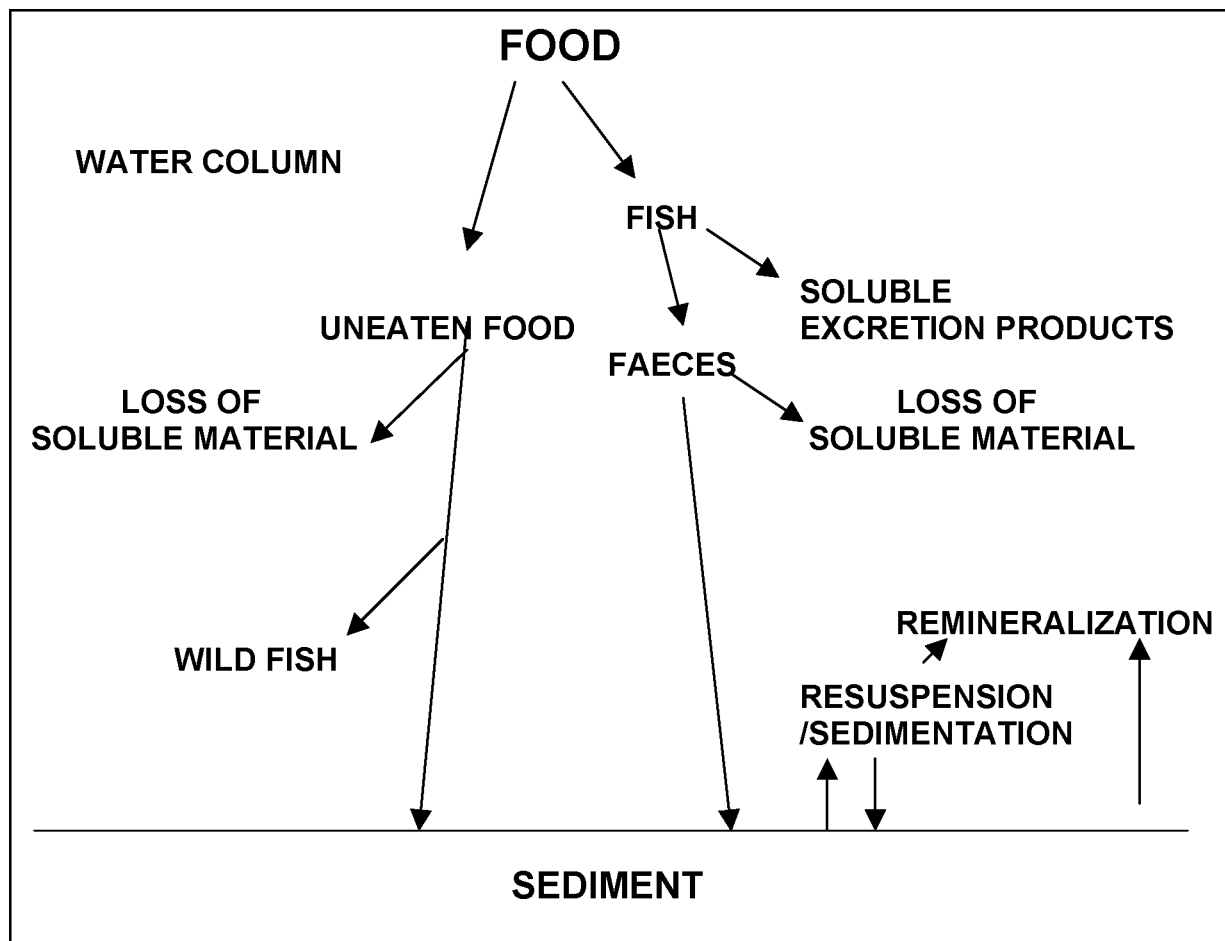 FOOD
WATER COLUMN
FISH
SOLUBLE
EXCRETION PRODUCTS
UNEATEN FOOD
FAECES
LOSS OF
SOLUBLE MATERIAL
LOSS OF
SOLUBLE MATERIAL
REMINERALIZATION
WILD FISH
RESUSPENSION
/SEDIMENTATION
SEDIMENT